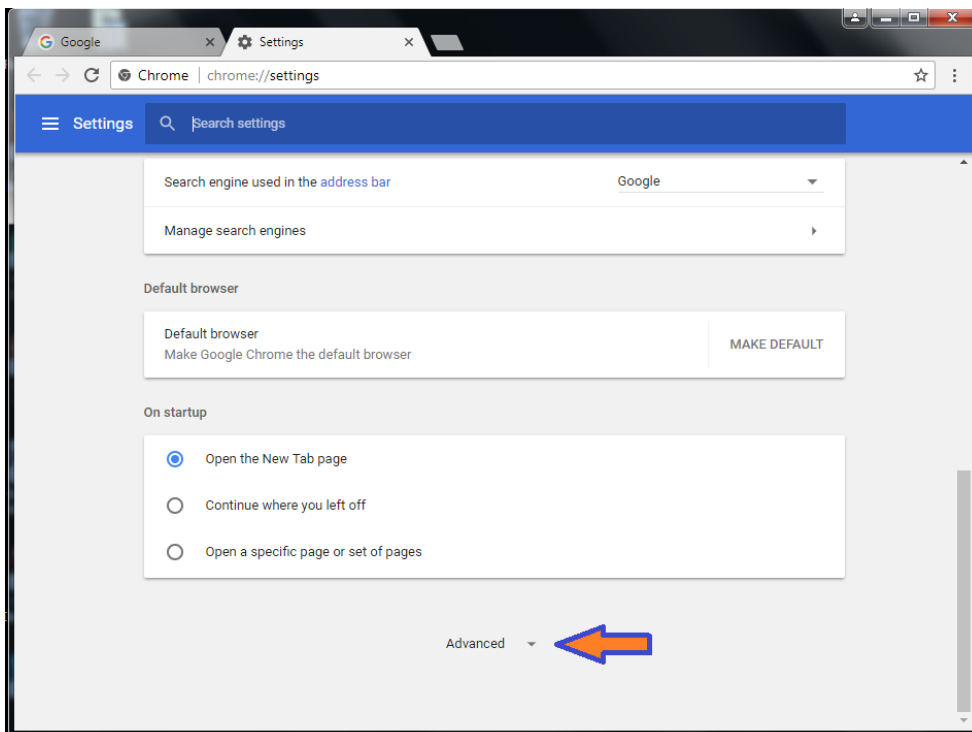 Google
Settings
Chrome | chrome://settings
Settings
Search settings
Search engine used in the address bar
Google
Manage search engines
Default browser
Default browser
Make Google Chrome the default browser
MAKE DEFAULT
On startup
Open the New Tab page
Continue where you left off
Open a specific page or set of pages
Advanced